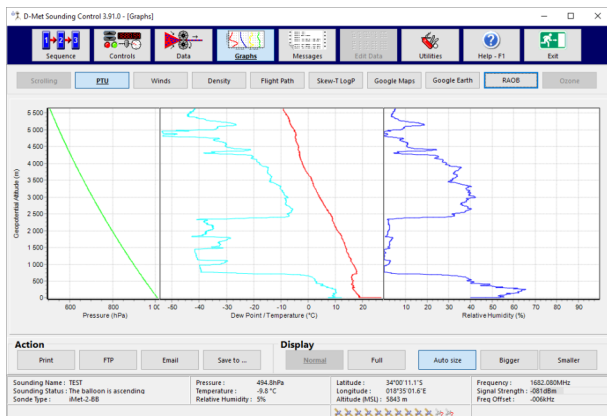 D-Met Sounding Control 3.91.0 - [Graphs]
Sequence Controls Data Graphs Messages Edit Data Utilities Help - F1 Exit
Scrolling PTU Winds Density Flight Path Skew-T LogP Google Maps Google Earth RAOB Ozone
Geopotential Altitude (m)
5 500
5 000
4 500
4 000
3 500
3 000
2 500
2 000
1 500
1 000
500
0
600 800 1 00 -50 -40 -30 -20 -10 0 10 20 0 10 20 30 40 50 60 70 80 90
Pressure (hPa) Dew Point / Temperature (°C) Relative Humidity (%)
Action Display
Print FTP Email Save to ... Normal Full Auto size Bigger Smaller
Sounding Name : TEST Pressure : 494.8hPa Latitude : 34°00'11.1"S Frequency : 1682.080MHz
Sounding Status : The balloon is ascending Temperature : -9.8 °C Longitude : 018°35'01.6"E Signal Strength : -081dBm
Sonde Type : iMet-2-BB Relative Humidity : 5% Altitude (MSL) : 5843 m Freq Offset : -006kHz